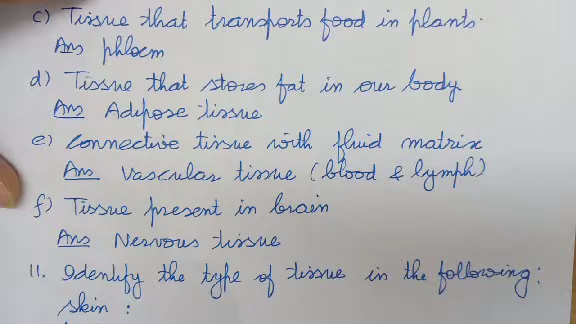 c) Tissue that transports food in plants.
Ans phloem
d) Tissue that stores fat in our body
Ans Adipose tissue
e) Connective tissue with fluid matrix
Ans Vascular tissue (blood & lymph)
f) Tissue present in brain
Ans Nervous tissue
11. Identify the type of tissue in the following:
skin :